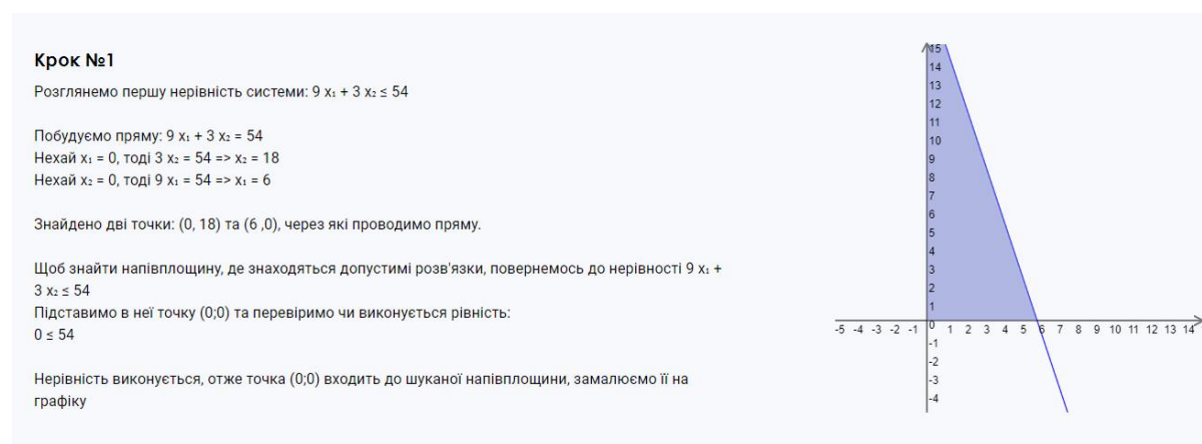 Крок №1
Розглянемо першу нерівність системи: 9 x₁ + 3 x₂ ≤ 54
Побудуємо пряму: 9 x₁ + 3 x₂ = 54
Нехай x₁ = 0, тоді 3 x₂ = 54 => x₂ = 18
Нехай x₂ = 0, тоді 9 x₁ = 54 => x₁ = 6
Знайдено дві точки: (0, 18) та (6 ,0), через які проводимо пряму.
Щоб знайти напівплощину, де знаходяться допустимі розв'язки, повернемось до нерівності 9 x₁ +
3 x₂ ≤ 54
Підставимо в неї точку (0;0) та перевіримо чи виконується рівність:
0 ≤ 54
Нерівність виконується, отже точка (0;0) входить до шуканої напівплощини, замалюємо її на
графіку
15
14
13
12
11
10
9
8
7
6
5
4
3
2
1
-5 -4 -3 -2 -1 0 1 2 3 4 5 6 7 8 9 10 11 12 13 14
-1
-2
-3
-4